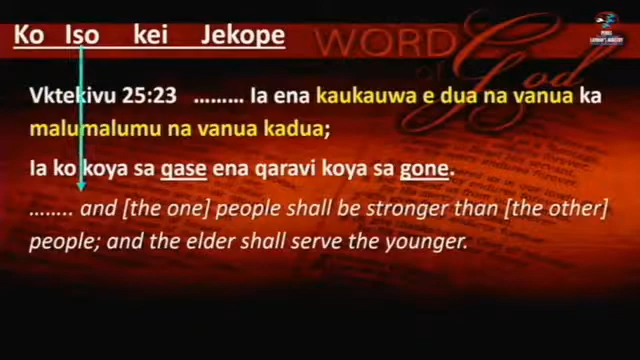 Ko Iso kei Jekope
WORD
of
God
Vktekivu 25:23 ......... Ia ena kaukauwa e dua na vanua ka
malumalumu na vanua kadua;
Ia ko koya sa qase ena qaravi koya sa gone.
........ and [the one] people shall be stronger than [the other]
people; and the elder shall serve the younger.